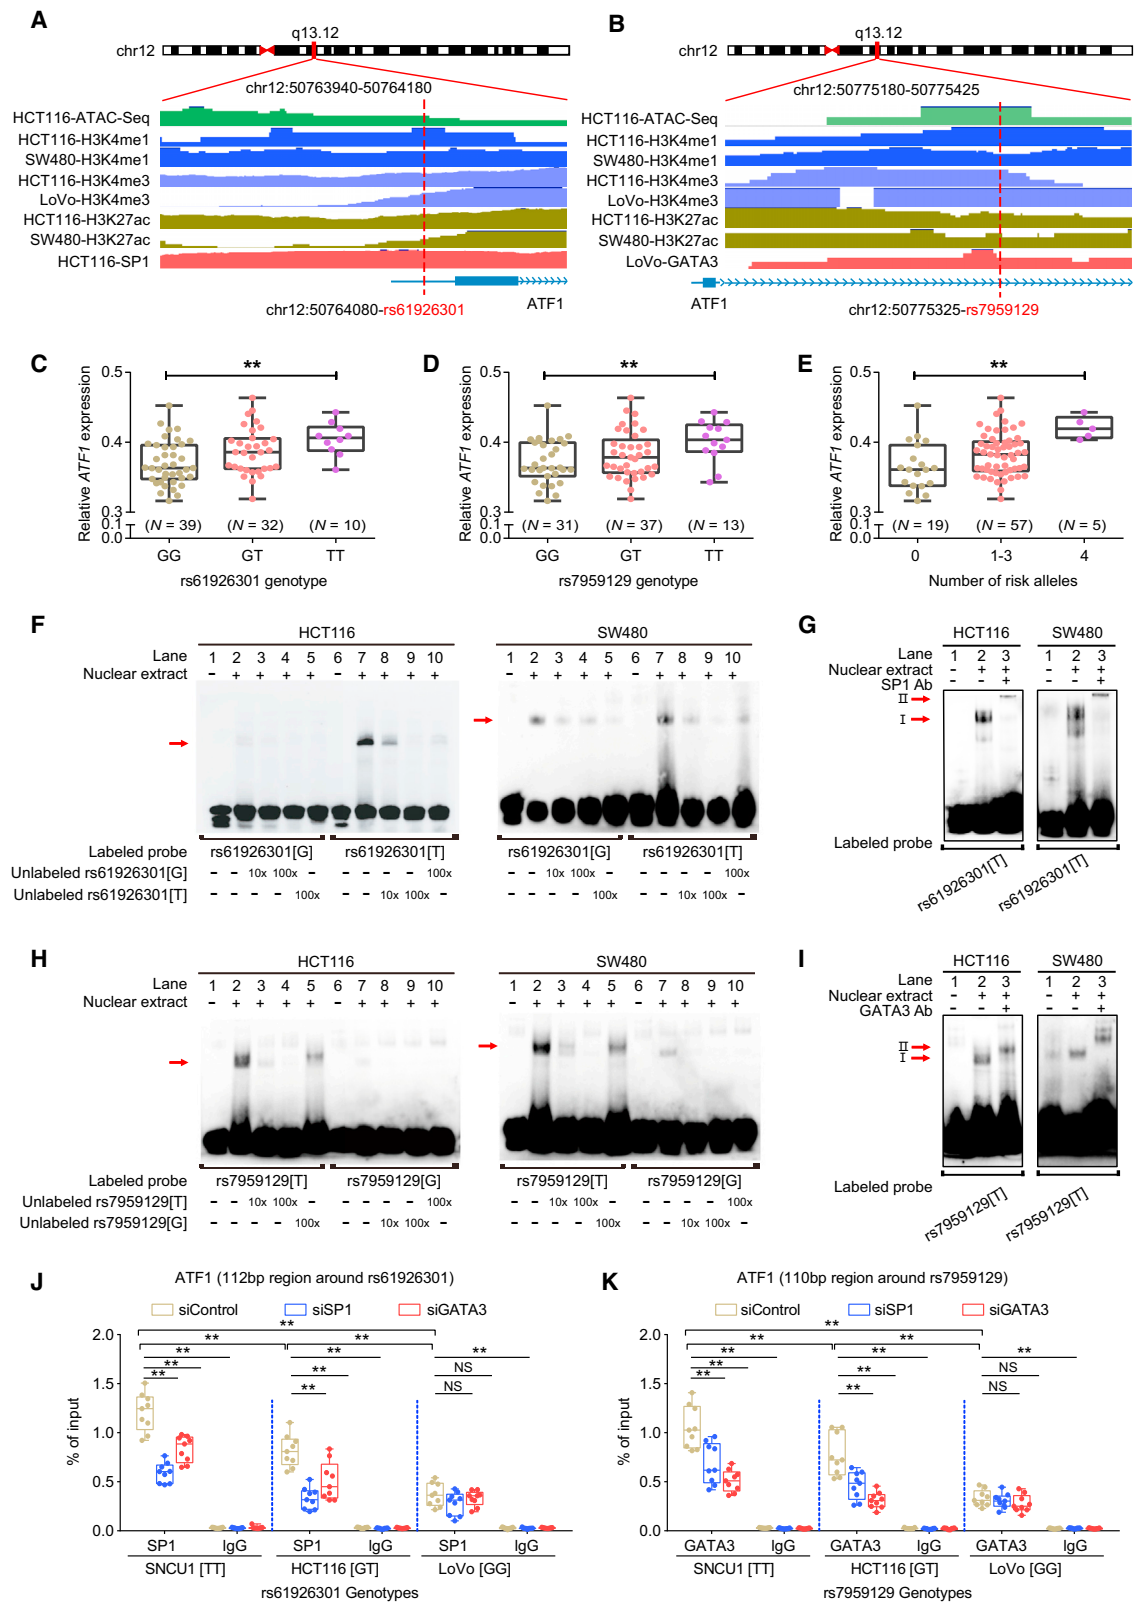 A
q13.12
chr12
chr12:50763940-50764180
HCT116-ATAC-Seq
HCT116-H3K4me1
SW480-H3K4me1
HCT116-H3K4me3
LoVo-H3K4me3
HCT116-H3K27ac
SW480-H3K27ac
HCT116-SP1
ATF1
chr12:50764080-rs61926301
B
q13.12
chr12
chr12:50775180-50775425
HCT116-ATAC-Seq
HCT116-H3K4me1
SW480-H3K4me1
HCT116-H3K4me3
LoVo-H3K4me3
HCT116-H3K27ac
SW480-H3K27ac
LoVo-GATA3
ATF1
chr12:50775325-rs7959129
C
Relative ATF1 expression
0.5
0.4
0.3
0.1
0.0
**
(N = 39) (N = 32) (N = 10)
GG GT TT
rs61926301 genotype
D
Relative ATF1 expression
0.5
0.4
0.3
0.1
0.0
**
(N = 31) (N = 37) (N = 13)
GG GT TT
rs7959129 genotype
E
Relative ATF1 expression
0.5
0.4
0.3
0.1
0.0
**
(N = 19) (N = 57) (N = 5)
0 1-3 4
Number of risk alleles
F
HCT116 SW480
Lane 1 2 3 4 5 6 7 8 9 10 1 2 3 4 5 6 7 8 9 10
Nuclear extract - + + + + - + + + + - + + + + - + + + +
Labeled probe rs61926301[G] rs61926301[T] rs61926301[G] rs61926301[T]
Unlabeled rs61926301[G] - - 10x 100x - - - - - 100x - - 10x 100x - - - - - 100x
Unlabeled rs61926301[T] - - - - 100x - - 10x 100x - - - - - 100x - - 10x 100x -
G
HCT116 SW480
Lane 1 2 3 1 2 3
Nuclear extract - + + - + +
SP1 Ab - - + - - +
II
I
Labeled probe
rs61926301[T] rs61926301[T]
H
HCT116 SW480
Lane 1 2 3 4 5 6 7 8 9 10 1 2 3 4 5 6 7 8 9 10
Nuclear extract - + + + + - + + + + - + + + + - + + + +
Labeled probe rs7959129[T] rs7959129[G] rs7959129[T] rs7959129[G]
Unlabeled rs7959129[T] - - 10x 100x - - - - - 100x - - 10x 100x - - - - - 100x
Unlabeled rs7959129[G] - - - - 100x - - 10x 100x - - - - - 100x - - 10x 100x -
I
HCT116 SW480
Lane 1 2 3 1 2 3
Nuclear extract - + + - + +
GATA3 Ab - - + - - +
II
I
Labeled probe
rs7959129[T] rs7959129[T]
J
ATF1 (112bp region around rs61926301)
siControl siSP1 siGATA3
% of input
2.0
1.5
1.0
0.5
0.0
**
** **
** ** **
** ** NS
** ** NS
SP1 IgG SP1 IgG SP1 IgG
SNCU1 [TT] HCT116 [GT] LoVo [GG]
rs61926301 Genotypes
K
ATF1 (110bp region around rs7959129)
siControl siSP1 siGATA3
% of input
2.0
1.5
1.0
0.5
0.0
**
** **
** ** **
** ** NS
** ** NS
GATA3 IgG GATA3 IgG GATA3 IgG
SNCU1 [TT] HCT116 [GT] LoVo [GG]
rs7959129 Genotypes